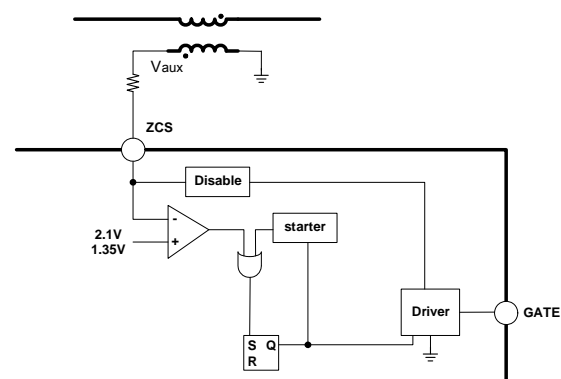 Vaux
ZCS
Disable
-
+
2.1V
1.35V
starter
Driver
GATE
S Q
R